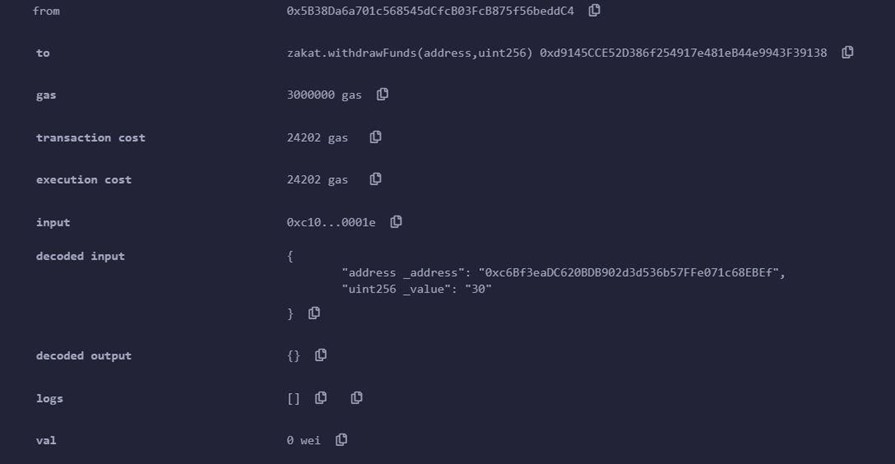 from 0x5B38Da6a701c568545dCfcB03FcB875f56beddC4
to zakat.withdrawFunds(address,uint256) 0xd9145CCE52D386f254917e481eB44e9943F39138
gas 3000000 gas
transaction cost 24202 gas
execution cost 24202 gas
input 0xc10...0001e
decoded input {
"address _address": "0xc6Bf3eaDC620BDB902d3d536b57FFe071c68EBEf",
"uint256 _value": "30"
}
decoded output {}
logs []
val 0 wei